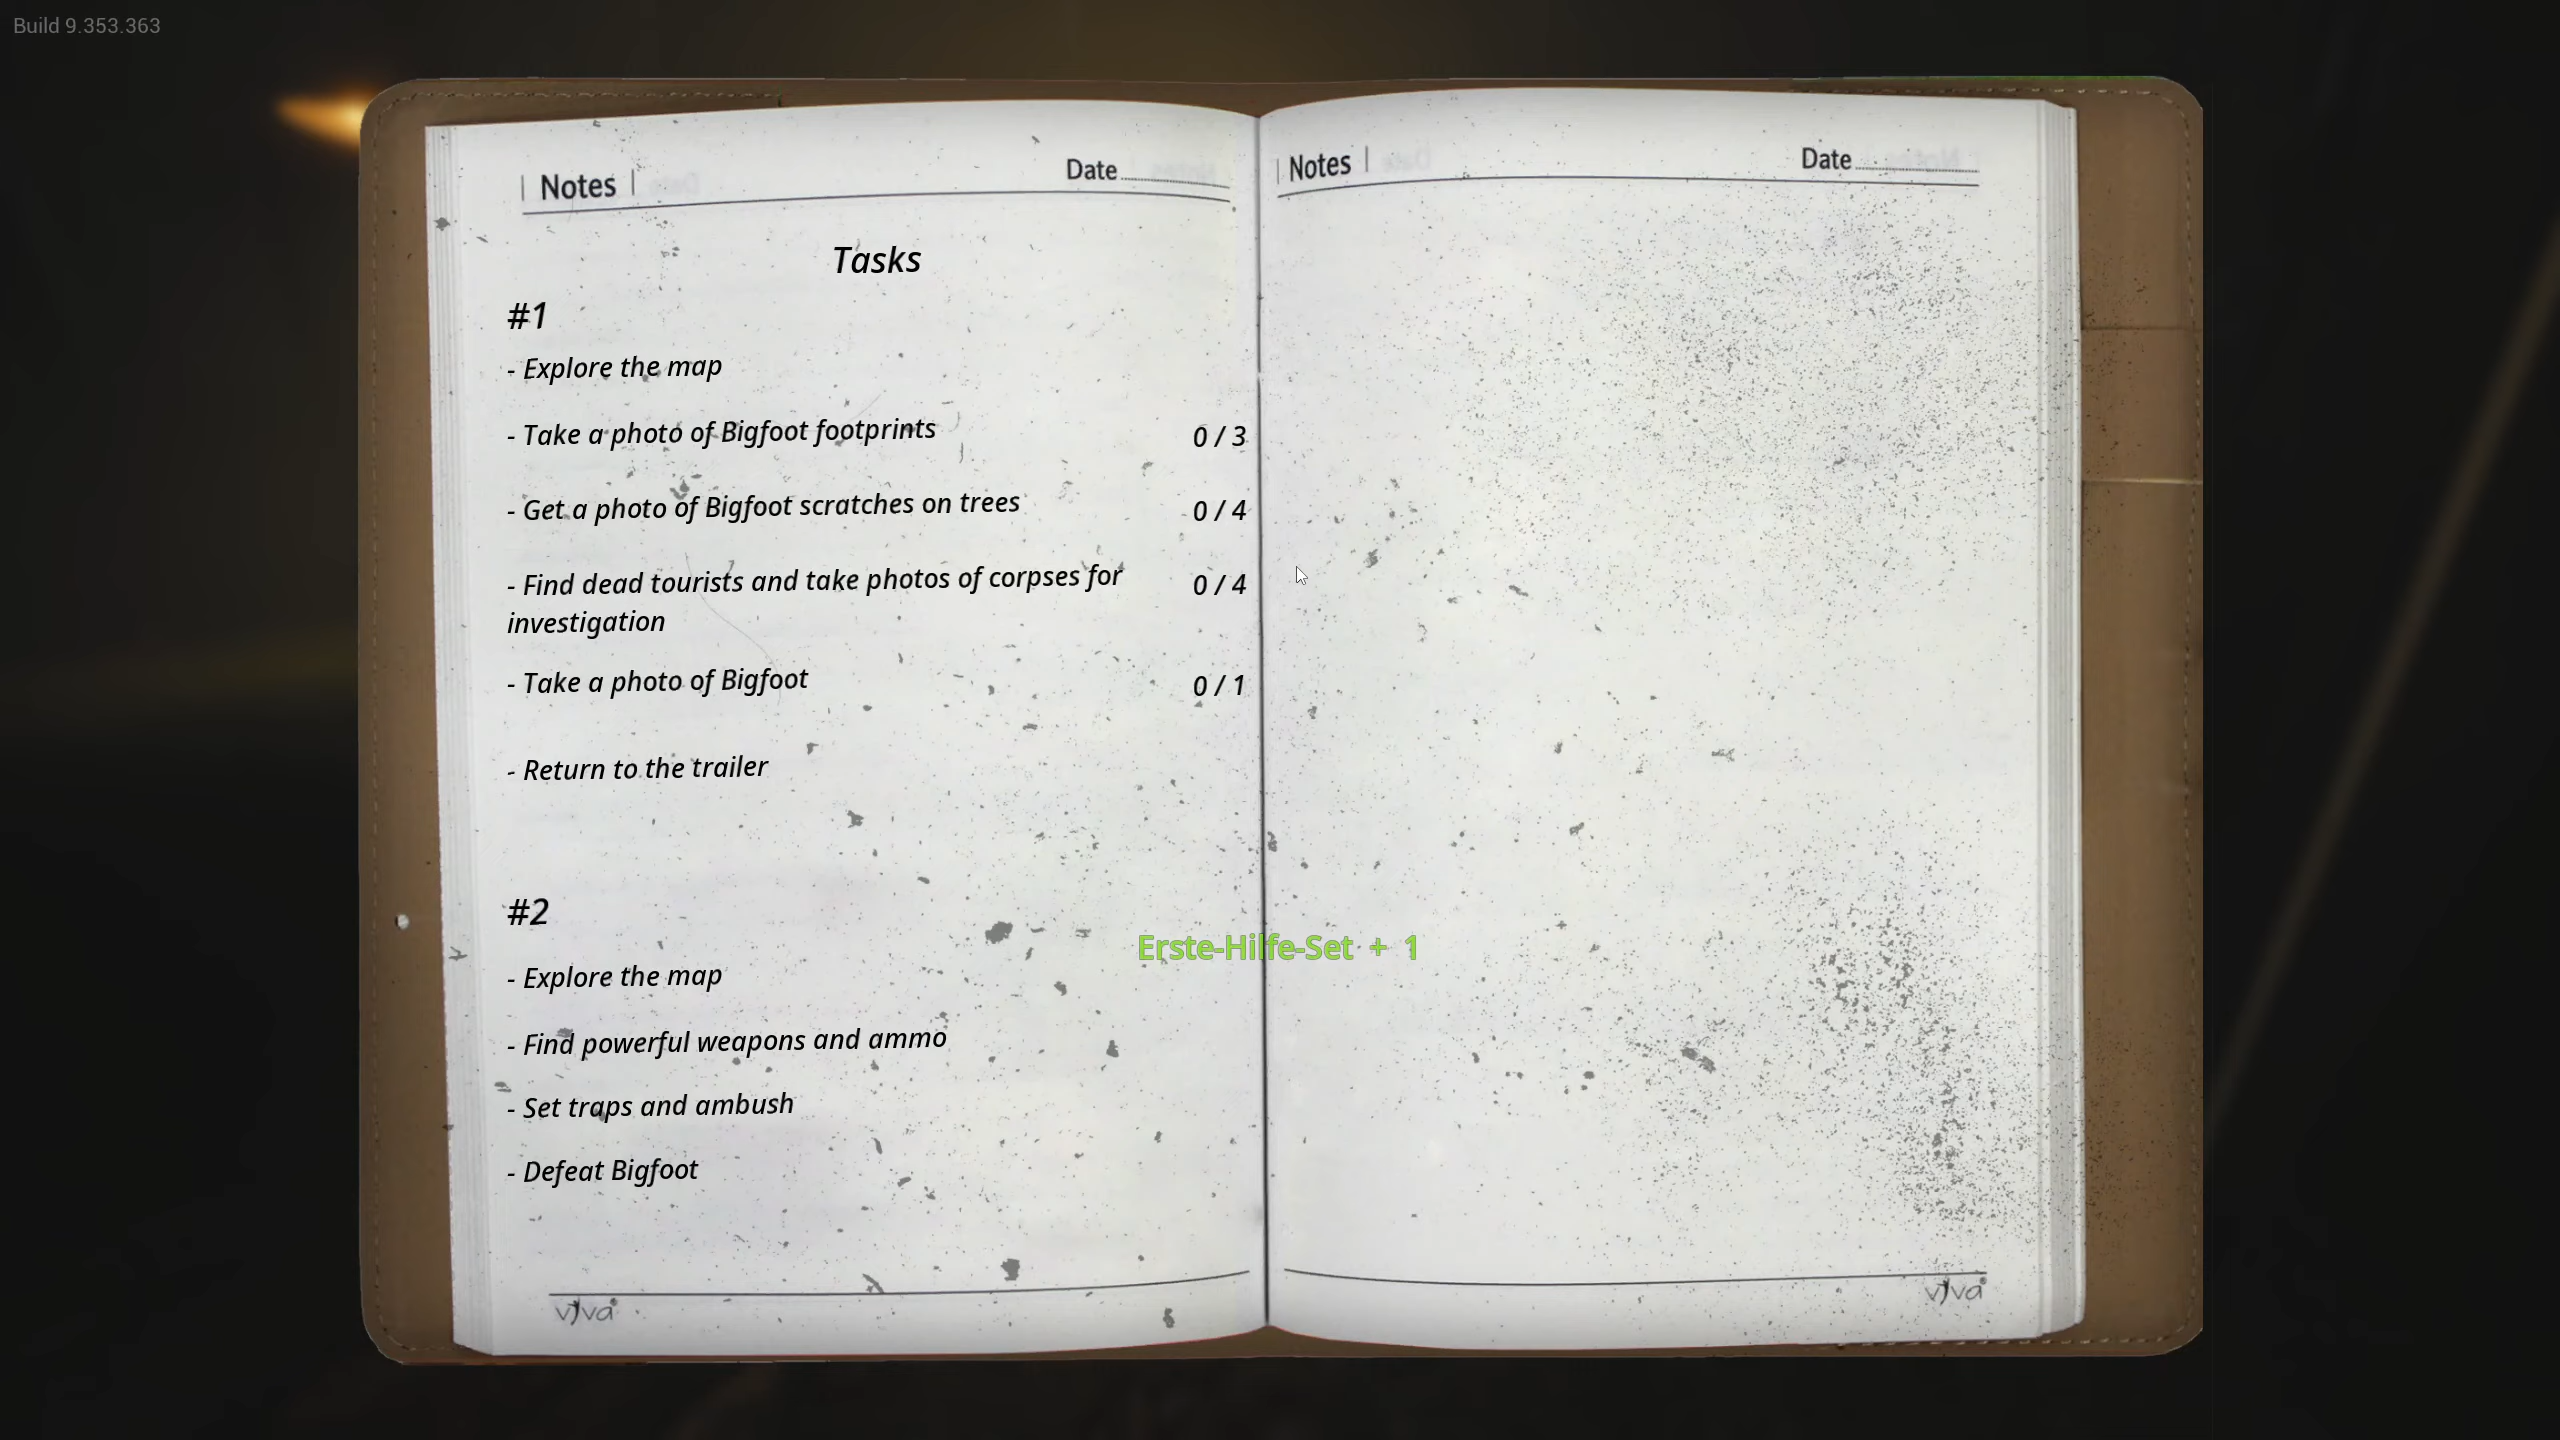 Build 9.353.363
Notes
Date
Tasks
#1
- Explore the map
- Take a photo of Bigfoot footprints 0 / 3
- Get a photo of Bigfoot scratches on trees 0 / 4
- Find dead tourists and take photos of corpses for 0 / 4
investigation
- Take a photo of Bigfoot 0 / 1
- Return to the trailer
#2
- Explore the map
- Find powerful weapons and ammo
- Set traps and ambush
- Defeat Bigfoot
viva
Notes
Date
Erste-Hilfe-Set + 1
viva